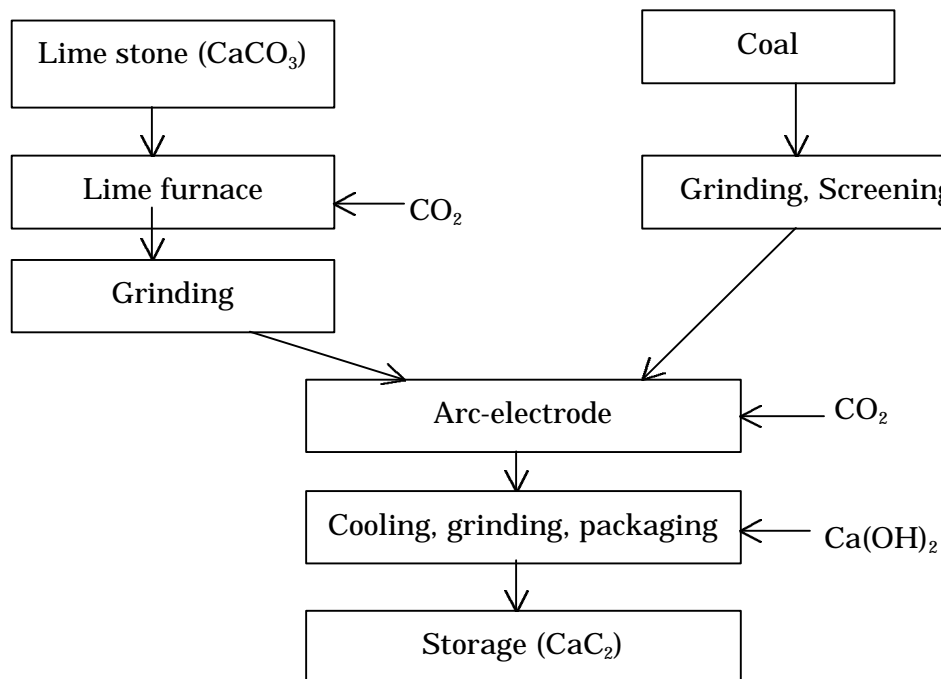 Lime stone (CaCO₃)
Coal
Lime furnace
CO₂
Grinding, Screening
Grinding
Arc-electrode
CO₂
Cooling, grinding, packaging
Ca(OH)₂
Storage (CaC₂)